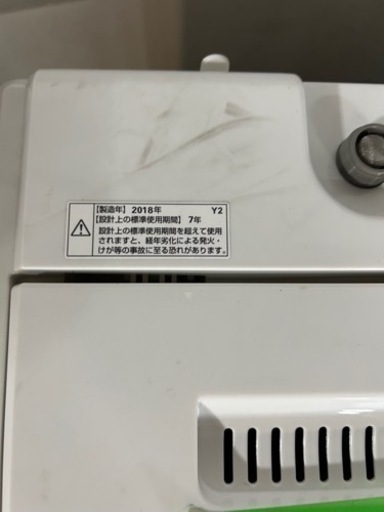 【製造年】2018年 Y2
【設計上の標準使用期間】7年
設計上の標準使用期間を超えて使用
されますと、経年劣化による発火・
けが等の事故に至る恐れがあります。